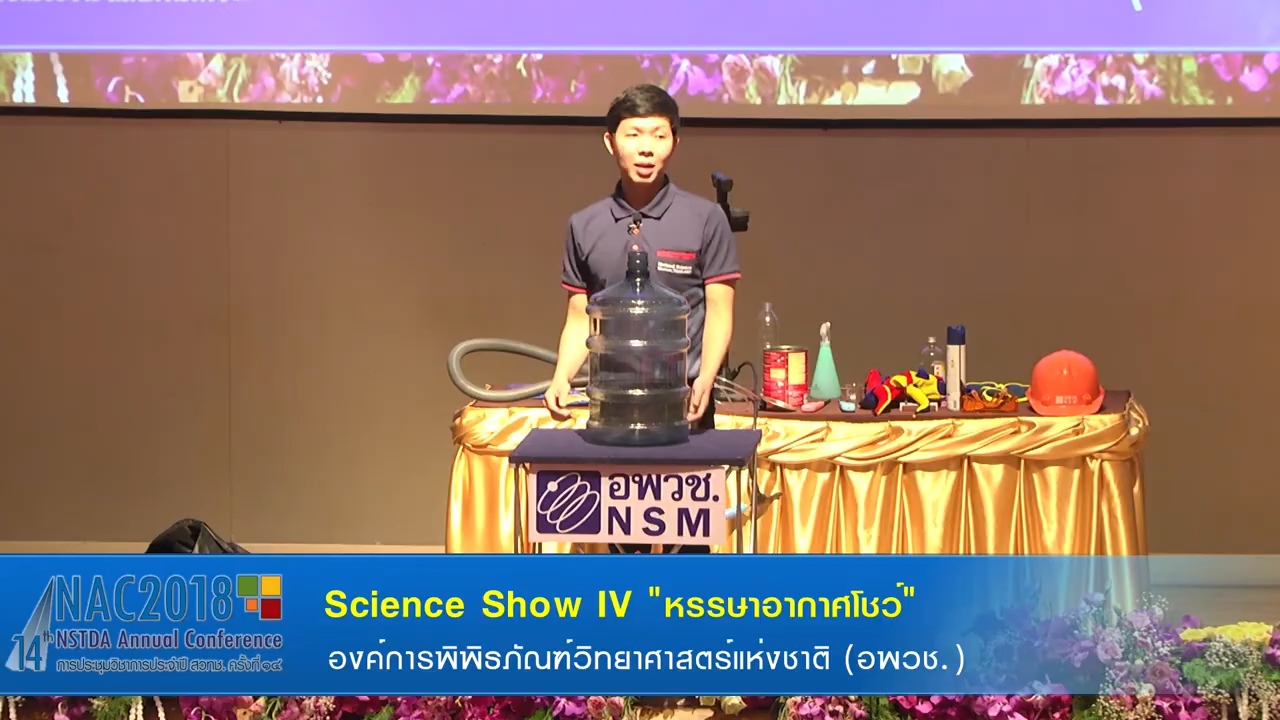 อพวช.
NSM
NAC2018
14th NSTDA Annual Conference
การประชุมวิชาการประจำปี สวทช. ครั้งที่ ๑๔
Science Show IV "หรรษาอากาศโชว์"
องค์การพิพิธภัณฑ์วิทยาศาสตร์แห่งชาติ (อพวช.)